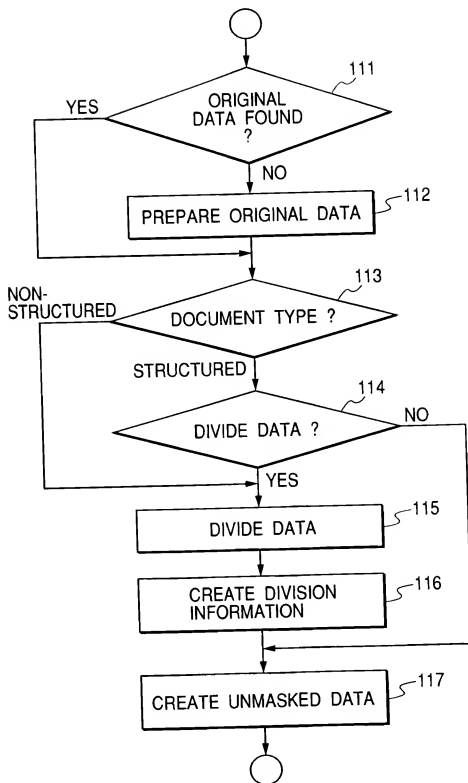 111
ORIGINAL
DATA FOUND
?
YES
NO
PREPARE ORIGINAL DATA
112
113
NON-
STRUCTURED
DOCUMENT TYPE ?
STRUCTURED
114
NO
DIVIDE DATA ?
YES
DIVIDE DATA
115
CREATE DIVISION
INFORMATION
116
CREATE UNMASKED DATA
117